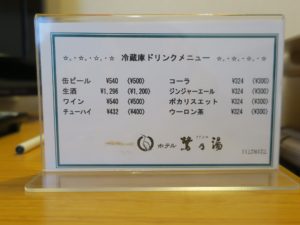 ☆。.・.。.・☆ 冷蔵庫ドリンクメニュー ☆。.・.。.・☆
缶ビール ¥540 (¥500) コーラ ¥324 (¥300)
生酒 ¥1,296 (¥1,200) ジンジャーエール ¥324 (¥300)
ワイン ¥540 (¥500) ポカリスエット ¥324 (¥300)
チューハイ ¥432 (¥400) ウーロン茶 ¥324 (¥300)
ホテル 鷺乃湯